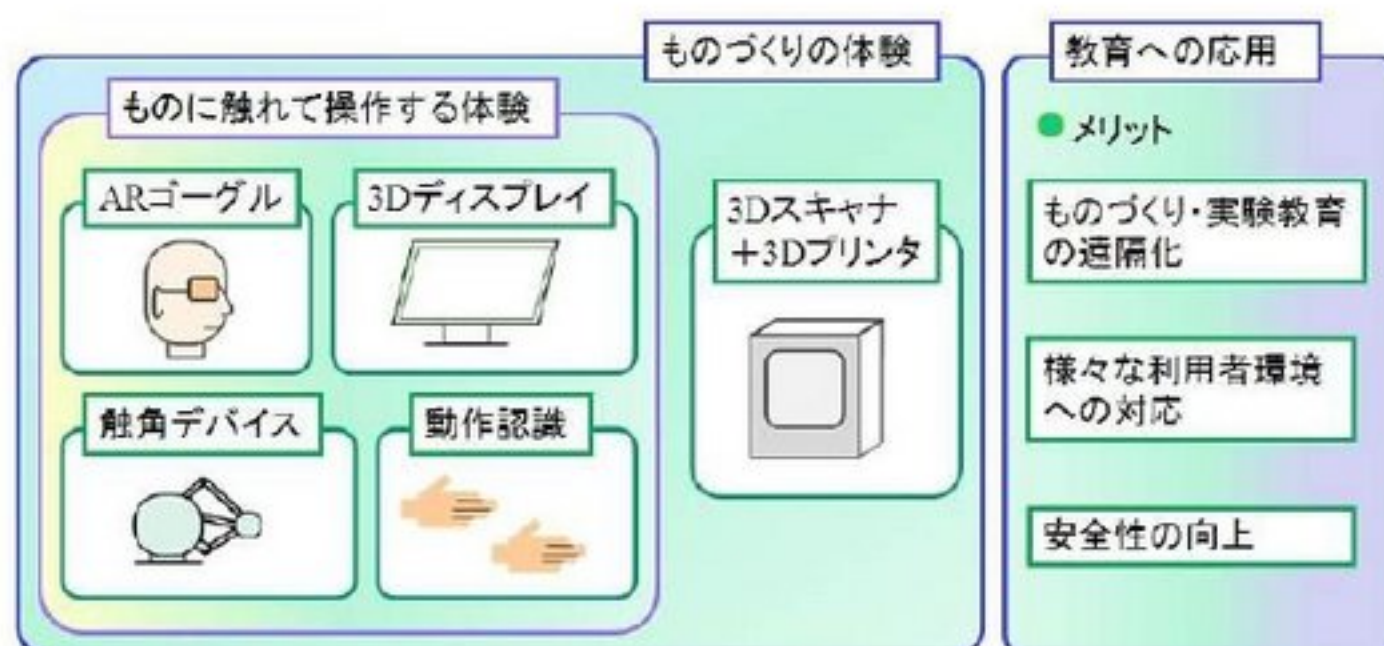 ものづくりの体験
ものに触れて操作する体験
ARゴーグル
3Dディスプレイ
触角デバイス
動作認識
3Dスキャナ
+3Dプリンタ
教育への応用
メリット
ものづくり・実験教育
の遠隔化
様々な利用者環境
への対応
安全性の向上